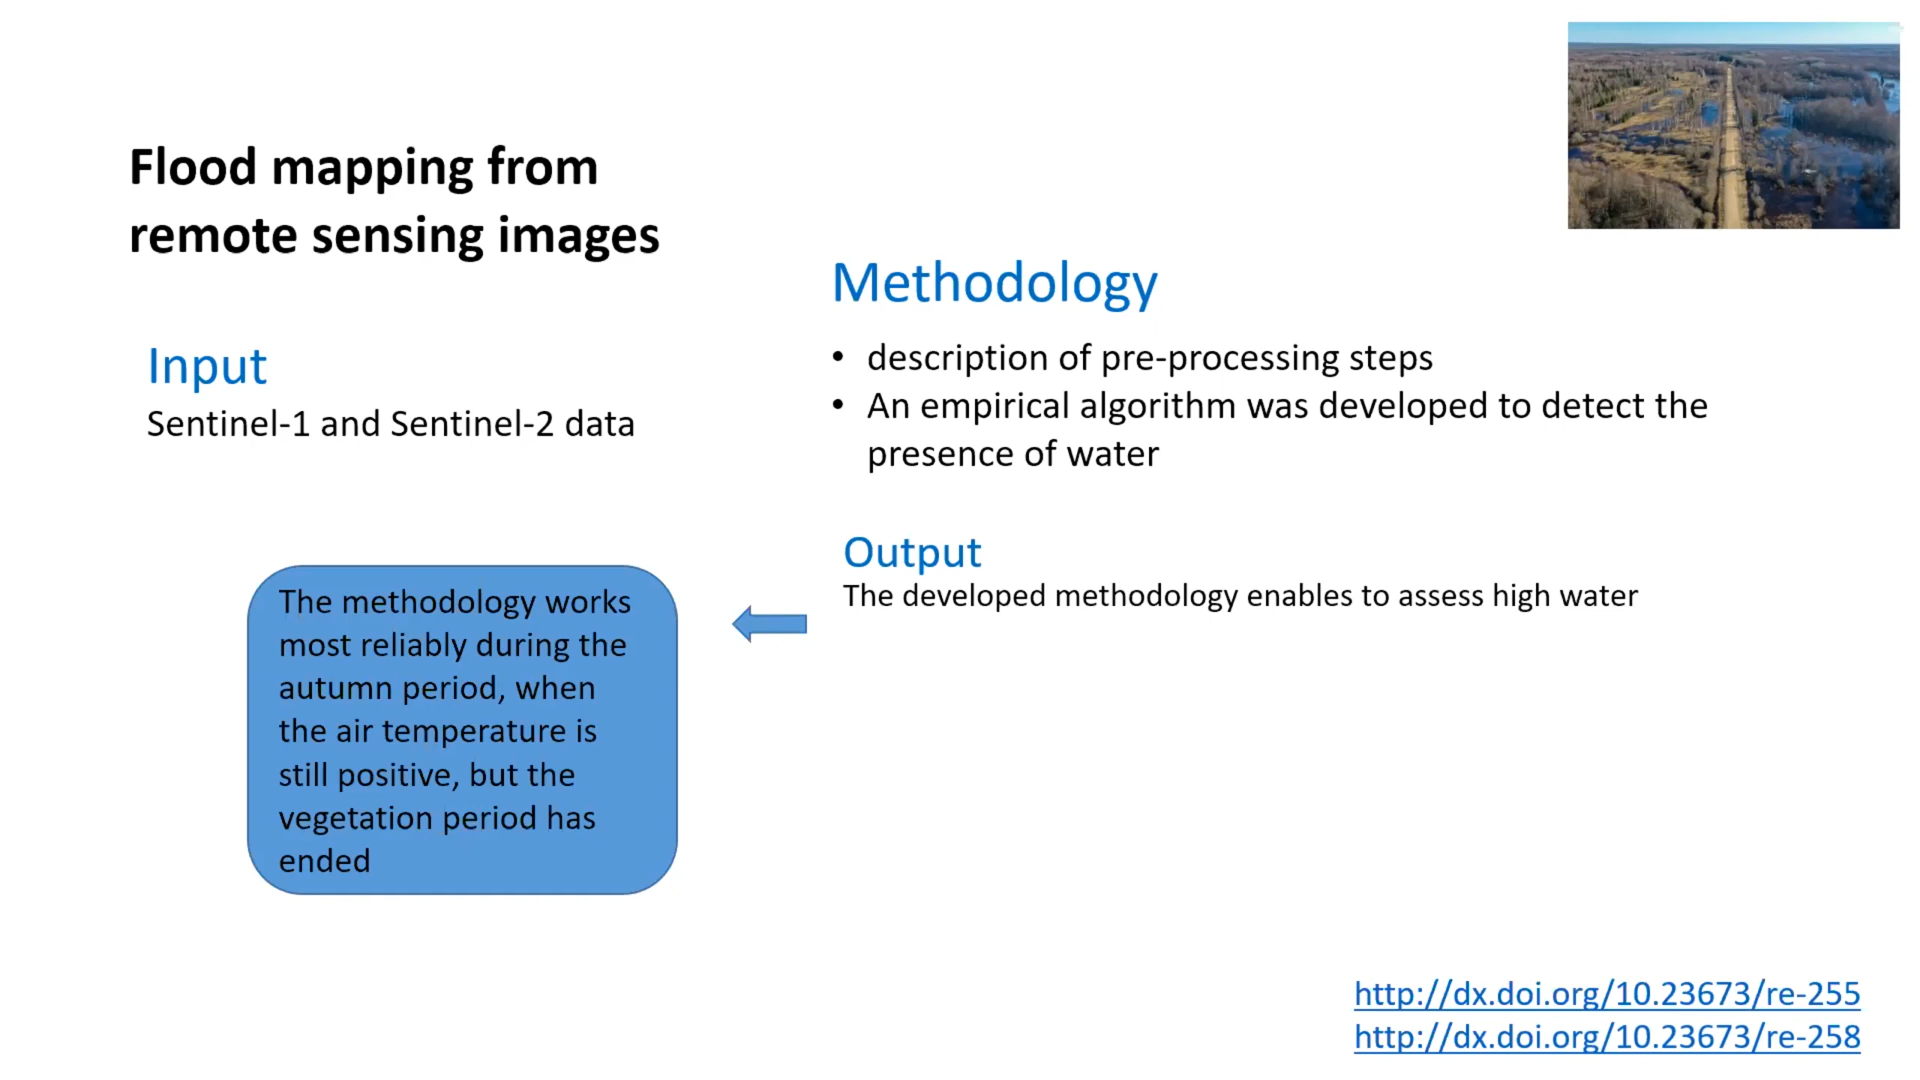 Flood mapping from
remote sensing images
Input
Sentinel-1 and Sentinel-2 data
Methodology
• description of pre-processing steps
• An empirical algorithm was developed to detect the
presence of water
Output
The developed methodology enables to assess high water
The methodology works
most reliably during the
autumn period, when
the air temperature is
still positive, but the
vegetation period has
ended
http://dx.doi.org/10.23673/re-255
http://dx.doi.org/10.23673/re-258